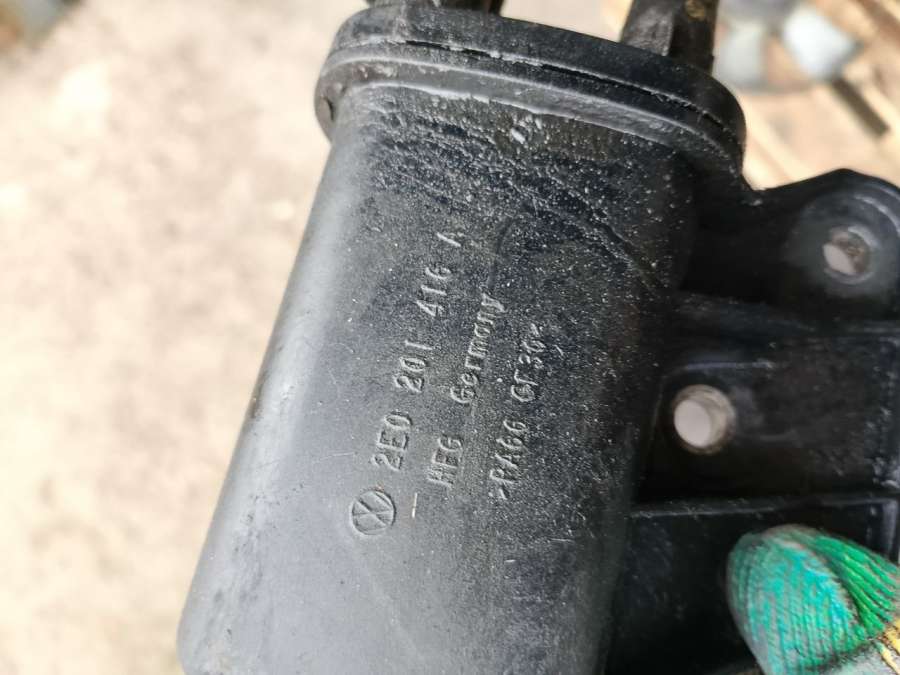 2E0 201 416 A
HEG Germany
>PA66 GF30<